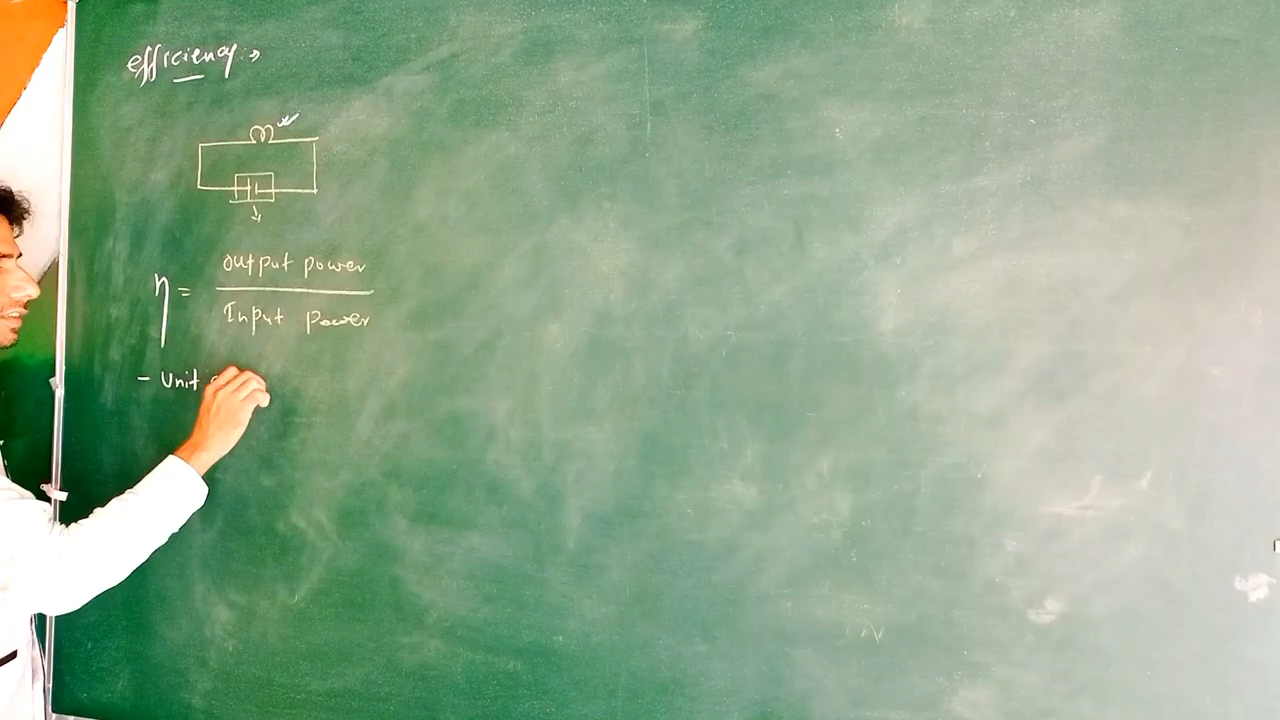 efficiency :→
η = output power
Input power
- Unit